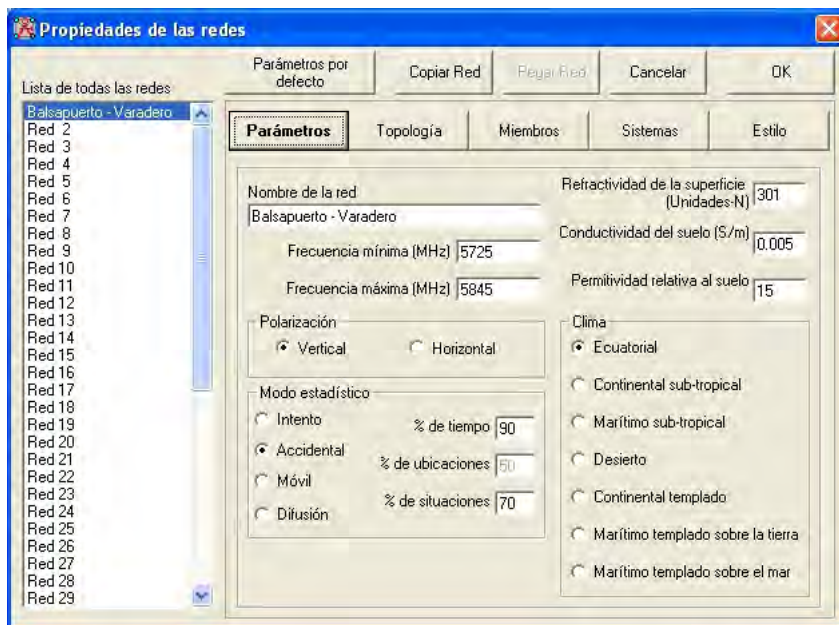 Propiedades de las redes
Parámetros por defecto
Copiar Red
Pegar Red
Cancelar
OK
Lista de todas las redes
Balsapuerto - Varadero
Red 2
Red 3
Red 4
Red 5
Red 6
Red 7
Red 8
Red 9
Red 10
Red 11
Red 12
Red 13
Red 14
Red 15
Red 16
Red 17
Red 18
Red 19
Red 20
Red 21
Red 22
Red 23
Red 24
Red 25
Red 26
Red 27
Red 28
Red 29
Parámetros
Topología
Miembros
Sistemas
Estilo
Nombre de la red
Balsapuerto - Varadero
Frecuencia mínima (MHz) 5725
Frecuencia máxima (MHz) 5845
Polarización
Vertical
Horizontal
Modo estadístico
Intento
Accidental
Móvil
Difusión
% de tiempo 90
% de ubicaciones 50
% de situaciones 70
Refractividad de la superficie
(Unidades-N) 301
Conductividad del suelo (S/m) 0.005
Permitividad relativa al suelo 15
Clima
Ecuatorial
Continental sub-tropical
Marítimo sub-tropical
Desierto
Continental templado
Marítimo templado sobre la tierra
Marítimo templado sobre el mar